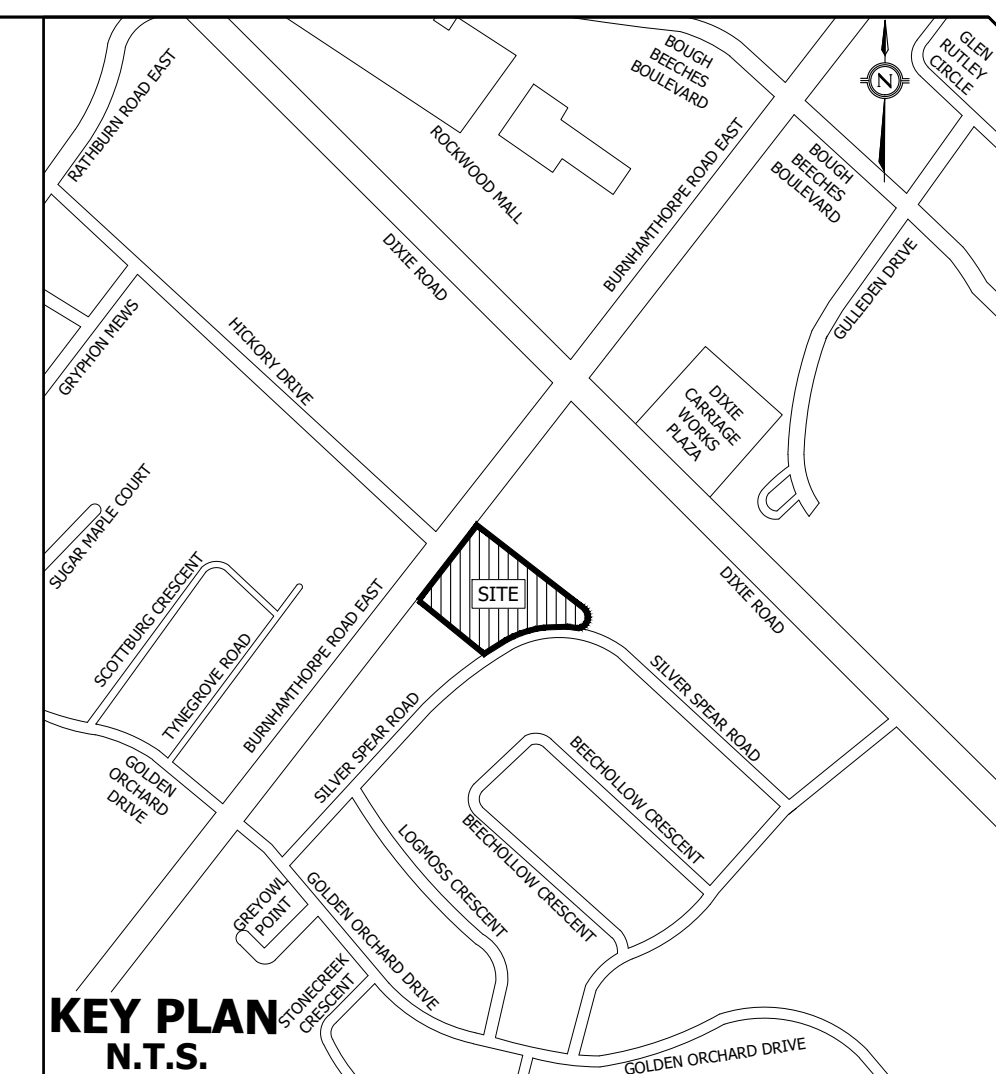 RATHBURN ROAD EAST
BOUGH
BEECHES
BOULEVARD
N
GLEN
RUTLEY
CIRCLE
ROCKWOOD MALL
BURNHAMTHORPE ROAD EAST
BOUGH
BEECHES
BOULEVARD
DIXIE ROAD
GULLEDEN DRIVE
GRYPHON MEWS
HICKORY DRIVE
DIXIE
CARRIAGE
WORKS
PLAZA
SUGAR MAPLE COURT
SCOTTBURG CRESCENT
SITE
DIXIE ROAD
TYNEGROVE ROAD
BURNHAMTHORPE ROAD EAST
SILVER SPEAR ROAD
SILVER SPEAR ROAD
GOLDEN
ORCHARD
DRIVE
BEECHOLLOW CRESCENT
BEECHOLLOW CRESCENT
LOGMOSS CRESCENT
GREYOWL
POINT
GOLDEN ORCHARD DRIVE
STONECREEK
CRESCENT
KEY PLAN
N.T.S.
GOLDEN ORCHARD DRIVE